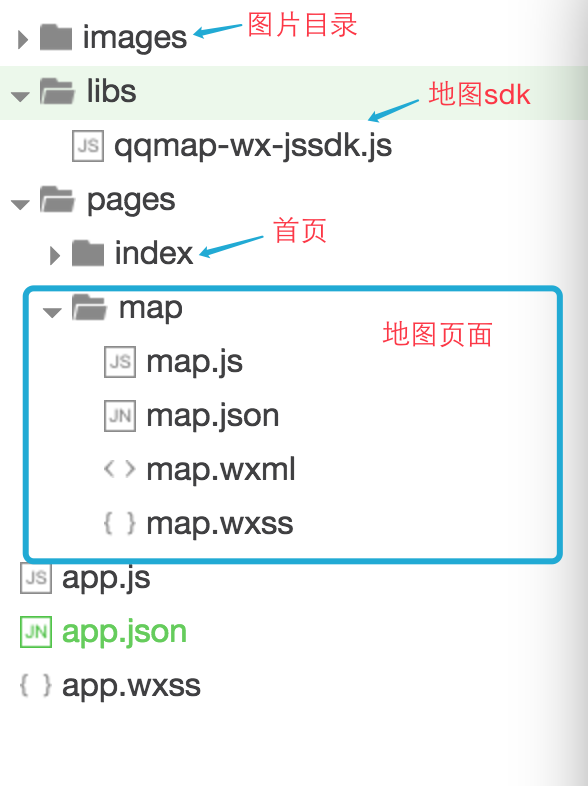 images 图片目录
libs
地图sdk
JS qqmap-wx-jssdk.js
pages
首页
index
map
地图页面
JS map.js
JN map.json
< > map.wxml
{ } map.wxss
JS app.js
JN app.json
{ } app.wxss